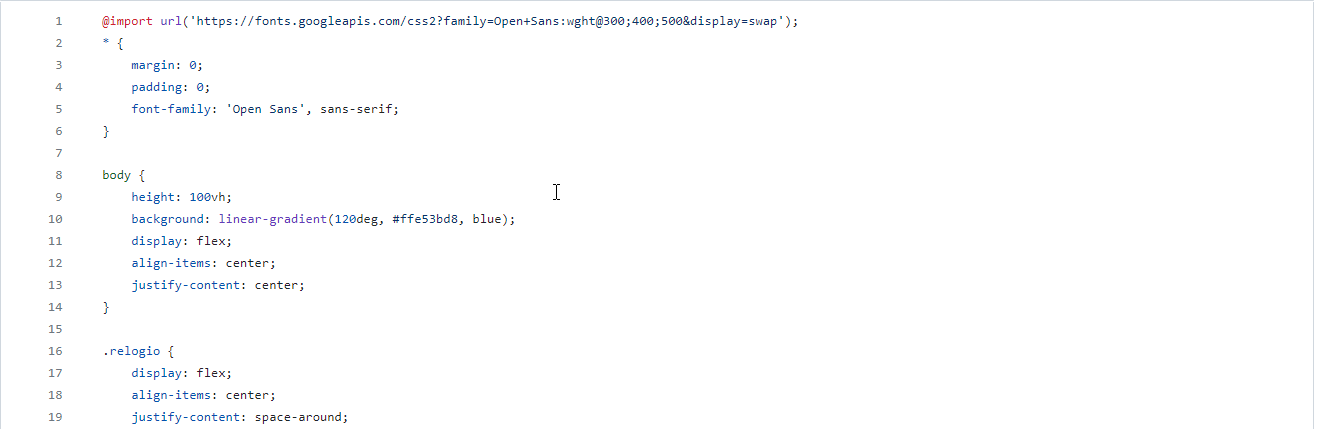 1 @import url('https://fonts.googleapis.com/css2?family=Open+Sans:wght@300;400;500&display=swap');
2 * {
3 margin: 0;
4 padding: 0;
5 font-family: 'Open Sans', sans-serif;
6 }
7
8 body {
9 height: 100vh;
10 background: linear-gradient(120deg, #ffe53bd8, blue);
11 display: flex;
12 align-items: center;
13 justify-content: center;
14 }
15
16 .relogio {
17 display: flex;
18 align-items: center;
19 justify-content: space-around;